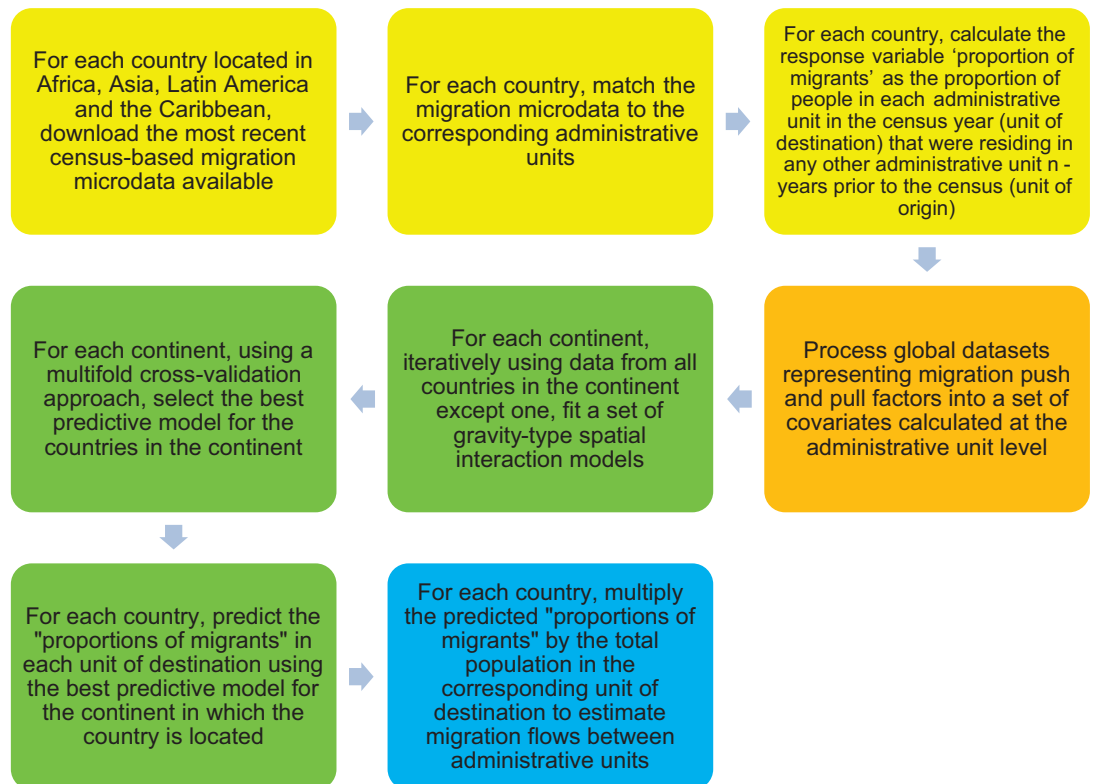 For each country located in
Africa, Asia, Latin America
and the Caribbean,
download the most recent
census-based migration
microdata available
For each country, match the
migration microdata to the
corresponding administrative
units
For each country, calculate the
response variable ‘proportion of
migrants’ as the proportion of
people in each administrative
unit in the census year (unit of
destination) that were residing in
any other administrative unit n -
years prior to the census (unit of
origin)
Process global datasets
representing migration push
and pull factors into a set of
covariates calculated at the
administrative unit level
For each continent,
iteratively using data from all
countries in the continent
except one, fit a set of
gravity-type spatial
interaction models
For each continent, using a
multifold cross-validation
approach, select the best
predictive model for the
countries in the continent
For each country, predict the
"proportions of migrants" in
each unit of destination using
the best predictive model for
the continent in which the
country is located
For each country, multiply
the predicted "proportions of
migrants" by the total
population in the
corresponding unit of
destination to estimate
migration flows between
administrative units